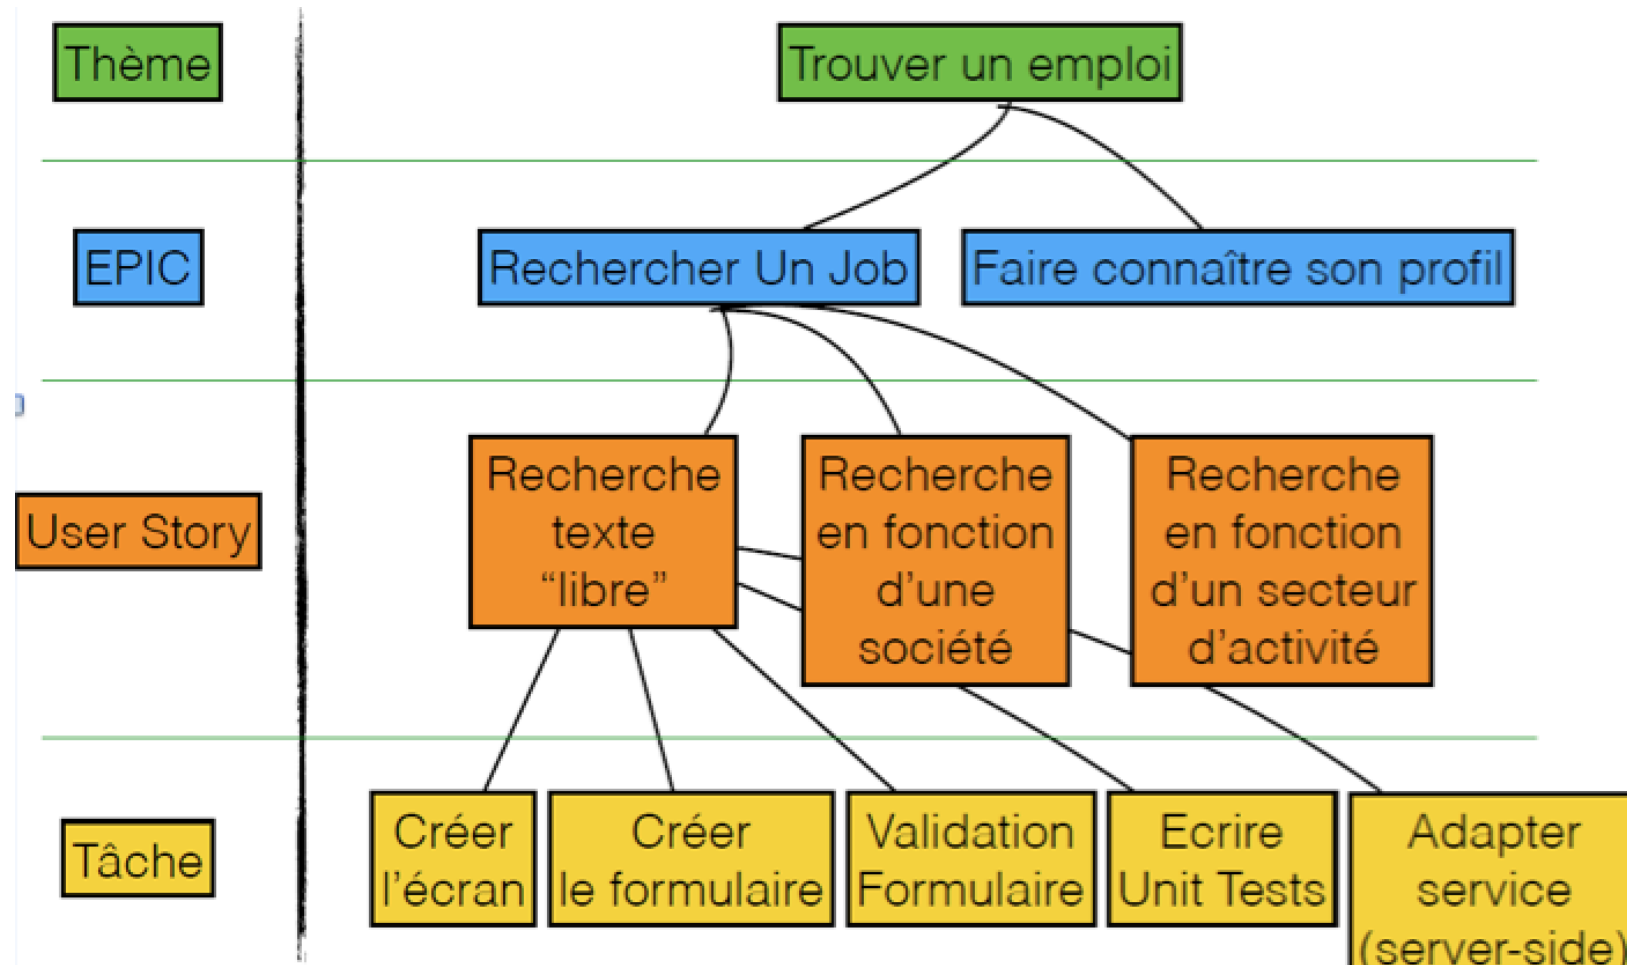 Thème
Trouver un emploi
EPIC
Rechercher Un Job
Faire connaître son profil
User Story
Recherche
texte
“libre”
Recherche
en fonction
d’une
société
Recherche
en fonction
d’un secteur
d’activité
Tâche
Créer
l’écran
Créer
le formulaire
Validation
Formulaire
Ecrire
Unit Tests
Adapter
service
(server-side)